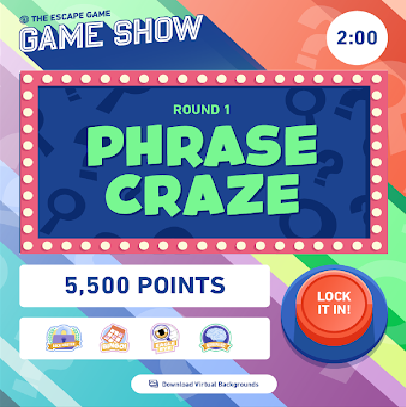 THE ESCAPE GAME
GAME SHOW
2:00
ROUND 1
PHRASE
CRAZE
5,500 POINTS
LOCK
IT IN!
Download Virtual Backgrounds